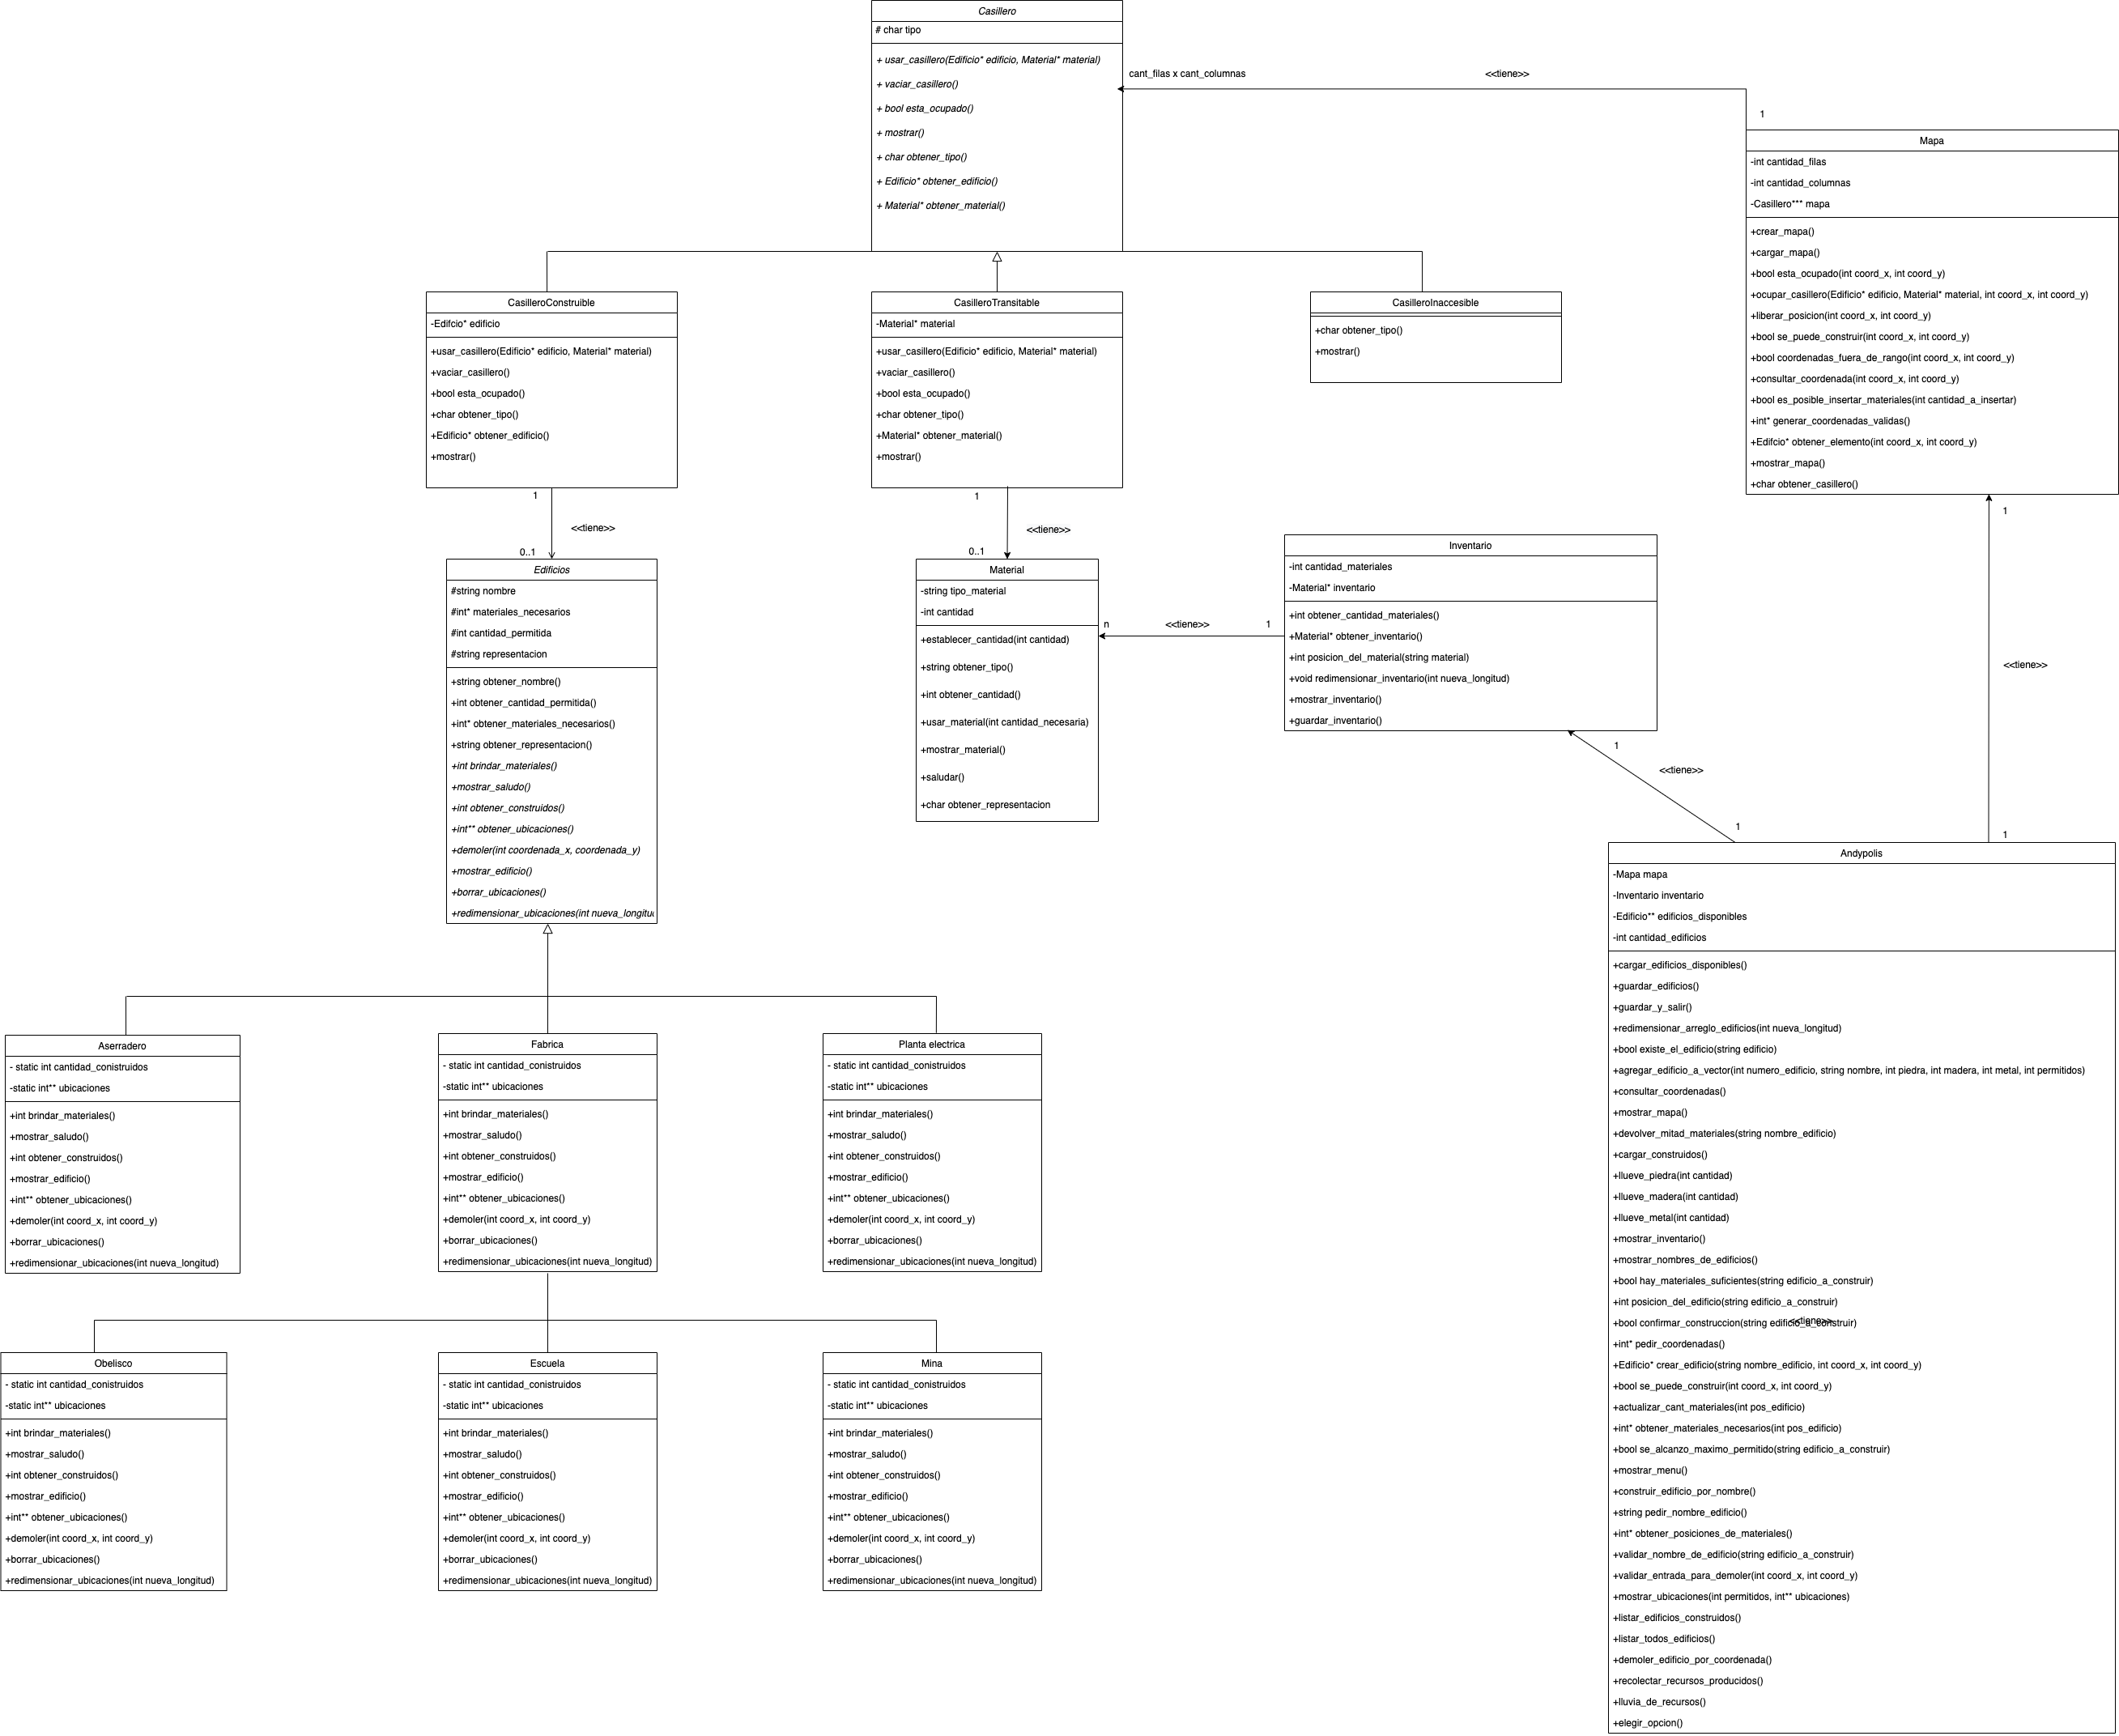 Casillero
# char tipo
+ usar_casillero(Edificio* edificio, Material* material)
+ vaciar_casillero()
+ bool esta_ocupado()
+ mostrar()
+ char obtener_tipo()
+ Edificio* obtener_edificio()
+ Material* obtener_material()
cant_filas x cant_columnas
<<tiene>>
1
Mapa
-int cantidad_filas
-int cantidad_columnas
-Casillero*** mapa
+crear_mapa()
+cargar_mapa()
+bool esta_ocupado(int coord_x, int coord_y)
+ocupar_casillero(Edificio* edificio, Material* material, int coord_x, int coord_y)
+liberar_posicion(int coord_x, int coord_y)
+bool se_puede_construir(int coord_x, int coord_y)
+bool coordenadas_fuera_de_rango(int coord_x, int coord_y)
+consultar_coordenada(int coord_x, int coord_y)
+bool es_posible_insertar_materiales(int cantidad_a_insertar)
+int* generar_coordenadas_validas()
+Edifcio* obtener_elemento(int coord_x, int coord_y)
+mostrar_mapa()
+char obtener_casillero()
CasilleroConstruible
-Edifcio* edificio
+usar_casillero(Edificio* edificio, Material* material)
+vaciar_casillero()
+bool esta_ocupado()
+char obtener_tipo()
+Edificio* obtener_edificio()
+mostrar()
CasilleroTransitable
-Material* material
+usar_casillero(Edificio* edificio, Material* material)
+vaciar_casillero()
+bool esta_ocupado()
+char obtener_tipo()
+Material* obtener_material()
+mostrar()
CasilleroInaccesible
+char obtener_tipo()
+mostrar()
1
<<tiene>>
0..1
1
<<tiene>>
0..1
Edificios
#string nombre
#int* materiales_necesarios
#int cantidad_permitida
#string representacion
+string obtener_nombre()
+int obtener_cantidad_permitida()
+int* obtener_materiales_necesarios()
+string obtener_representacion()
+int brindar_materiales()
+mostrar_saludo()
+int obtener_construidos()
+int** obtener_ubicaciones()
+demoler(int coordenada_x, coordenada_y)
+mostrar_edificio()
+borrar_ubicaciones()
+redimensionar_ubicaciones(int nueva_longitu
Material
-string tipo_material
-int cantidad
+establecer_cantidad(int cantidad)
+string obtener_tipo()
+int obtener_cantidad()
+usar_material(int cantidad_necesaria)
+mostrar_material()
+saludar()
+char obtener_representacion
n
<<tiene>>
1
Inventario
-int cantidad_materiales
-Material* inventario
+int obtener_cantidad_materiales()
+Material* obtener_inventario()
+int posicion_del_material(string material)
+void redimensionar_inventario(int nueva_longitud)
+mostrar_inventario()
+guardar_inventario()
1
<<tiene>>
1
1
<<tiene>>
1
Andypolis
-Mapa mapa
-Inventario inventario
-Edificio** edificios_disponibles
-int cantidad_edificios
+cargar_edificios_disponibles()
+guardar_edificios()
+guardar_y_salir()
+redimensionar_arreglo_edificios(int nueva_longitud)
+bool existe_el_edificio(string edificio)
+agregar_edificio_a_vector(int numero_edificio, string nombre, int piedra, int madera, int metal, int permitidos)
+consultar_coordenadas()
+mostrar_mapa()
+devolver_mitad_materiales(string nombre_edificio)
+cargar_construidos()
+llueve_piedra(int cantidad)
+llueve_madera(int cantidad)
+llueve_metal(int cantidad)
+mostrar_inventario()
+mostrar_nombres_de_edificios()
+bool hay_materiales_suficientes(string edificio_a_construir)
+int posicion_del_edificio(string edificio_a_construir)
+bool confirmar_construccion(string edificio_a_construir)
<<tiene>>
+int* pedir_coordenadas()
+Edificio* crear_edificio(string nombre_edificio, int coord_x, int coord_y)
+bool se_puede_construir(int coord_x, int coord_y)
+actualizar_cant_materiales(int pos_edificio)
+int* obtener_materiales_necesarios(int pos_edificio)
+bool se_alcanzo_maximo_permitido(string edificio_a_construir)
+mostrar_menu()
+construir_edificio_por_nombre()
+string pedir_nombre_edificio()
+int* obtener_posiciones_de_materiales()
+validar_nombre_de_edificio(string edificio_a_construir)
+validar_entrada_para_demoler(int coord_x, int coord_y)
+mostrar_ubicaciones(int permitidos, int** ubicaciones)
+listar_edificios_construidos()
+listar_todos_edificios()
+demoler_edificio_por_coordenada()
+recolectar_recursos_producidos()
+lluvia_de_recursos()
+elegir_opcion()
Aserradero
- static int cantidad_conistruidos
-static int** ubicaciones
+int brindar_materiales()
+mostrar_saludo()
+int obtener_construidos()
+mostrar_edificio()
+int** obtener_ubicaciones()
+demoler(int coord_x, int coord_y)
+borrar_ubicaciones()
+redimensionar_ubicaciones(int nueva_longitud)
Fabrica
- static int cantidad_conistruidos
-static int** ubicaciones
+int brindar_materiales()
+mostrar_saludo()
+int obtener_construidos()
+mostrar_edificio()
+int** obtener_ubicaciones()
+demoler(int coord_x, int coord_y)
+borrar_ubicaciones()
+redimensionar_ubicaciones(int nueva_longitud)
Planta electrica
- static int cantidad_conistruidos
-static int** ubicaciones
+int brindar_materiales()
+mostrar_saludo()
+int obtener_construidos()
+mostrar_edificio()
+int** obtener_ubicaciones()
+demoler(int coord_x, int coord_y)
+borrar_ubicaciones()
+redimensionar_ubicaciones(int nueva_longitud)
Obelisco
- static int cantidad_conistruidos
-static int** ubicaciones
+int brindar_materiales()
+mostrar_saludo()
+int obtener_construidos()
+mostrar_edificio()
+int** obtener_ubicaciones()
+demoler(int coord_x, int coord_y)
+borrar_ubicaciones()
+redimensionar_ubicaciones(int nueva_longitud)
Escuela
- static int cantidad_conistruidos
-static int** ubicaciones
+int brindar_materiales()
+mostrar_saludo()
+int obtener_construidos()
+mostrar_edificio()
+int** obtener_ubicaciones()
+demoler(int coord_x, int coord_y)
+borrar_ubicaciones()
+redimensionar_ubicaciones(int nueva_longitud)
Mina
- static int cantidad_conistruidos
-static int** ubicaciones
+int brindar_materiales()
+mostrar_saludo()
+int obtener_construidos()
+mostrar_edificio()
+int** obtener_ubicaciones()
+demoler(int coord_x, int coord_y)
+borrar_ubicaciones()
+redimensionar_ubicaciones(int nueva_longitud)